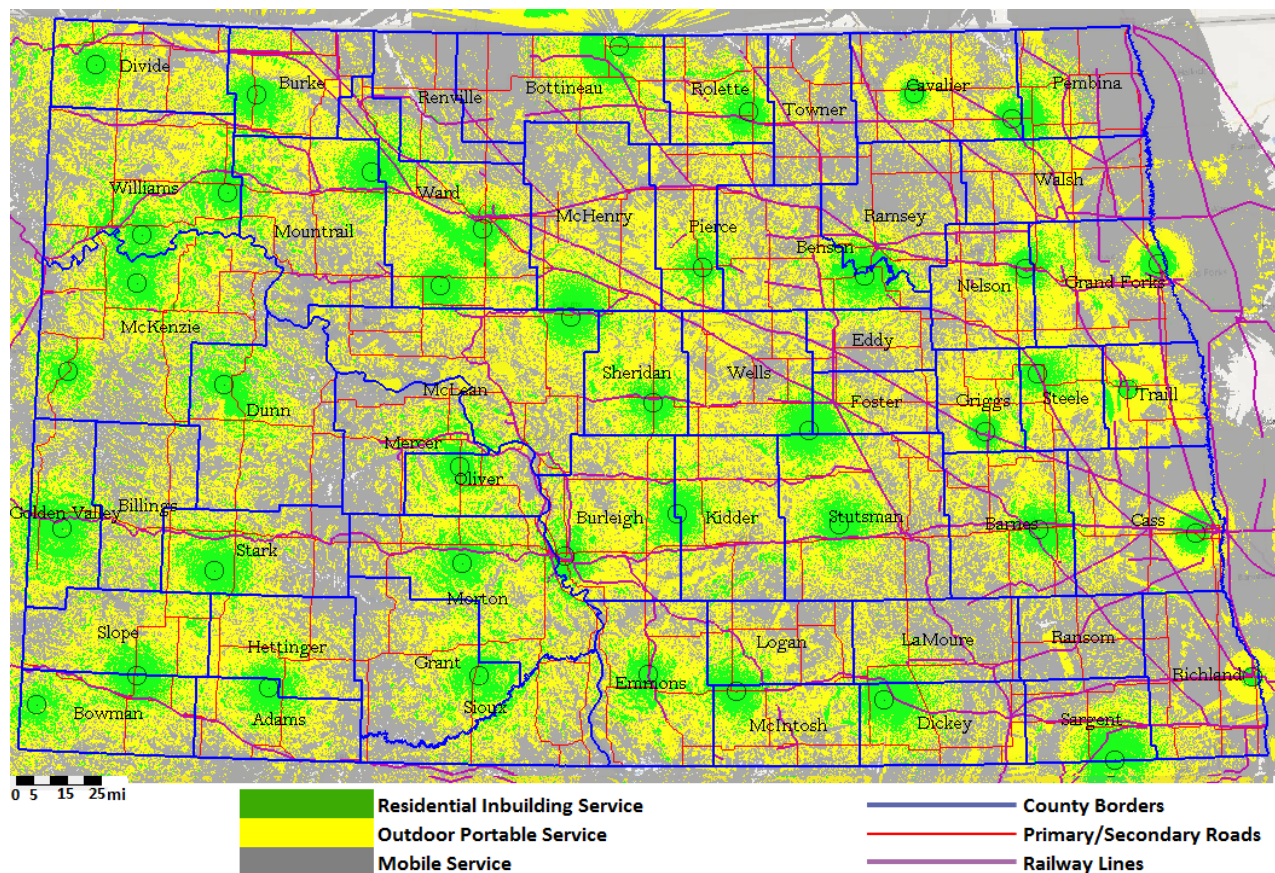 Divide
Burke
Renville
Bottineau
Rolette
Towner
Cavalier
Pembina
Williams
Mountrail
Ward
McHenry
Pierce
Benson
Ramsey
Walsh
Nelson
Grand Forks
McKenzie
Dunn
McLean
Mercer
Oliver
Sheridan
Wells
Eddy
Foster
Griggs
Steele
Traill
Golden Valley
Billings
Stark
Burleigh
Kidder
Stutsman
Barnes
Cass
Slope
Hettinger
Morton
Grant
Sioux
Emmons
Logan
LaMoure
Ransom
Richland
Bowman
Adams
McIntosh
Dickey
Sargent
0 5 15 25mi
Residential Inbuilding Service
Outdoor Portable Service
Mobile Service
County Borders
Primary/Secondary Roads
Railway Lines